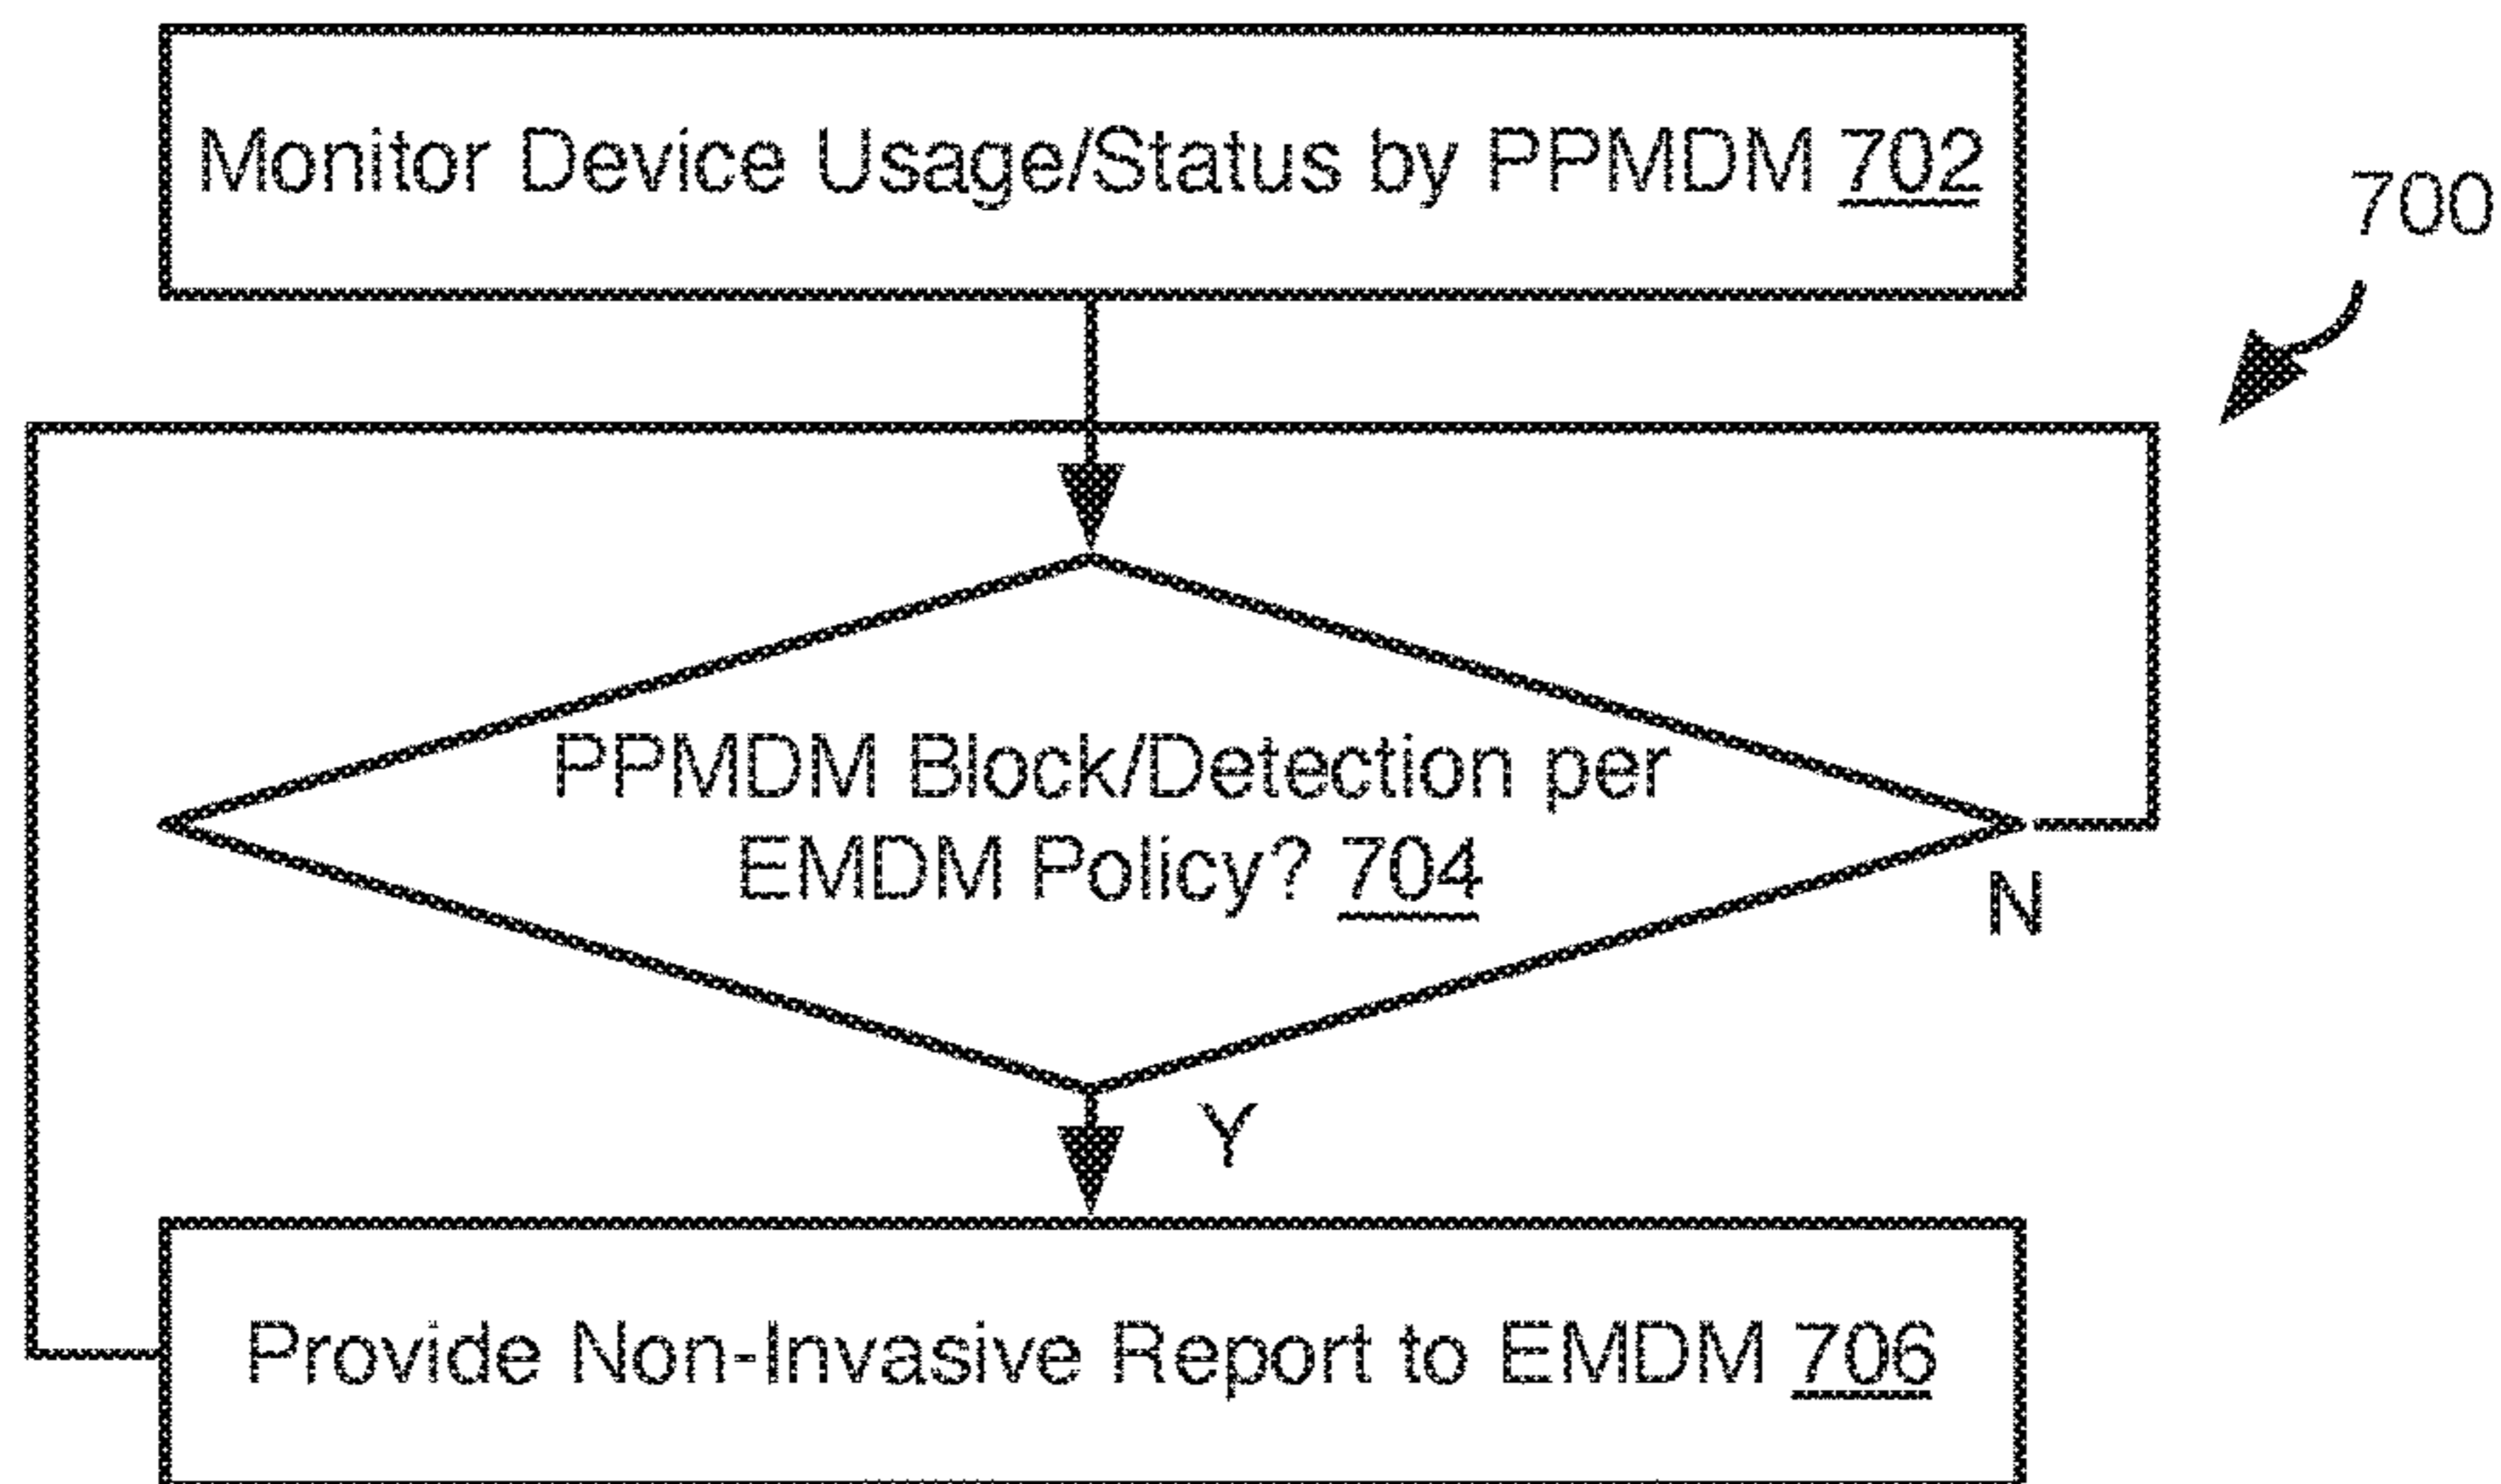 Monitor Device Usage/Status by PPMDM 702
700
PPMDM Block/Detection per
EMDM Policy? 704
N
Y
Provide Non-Invasive Report to EMDM 706